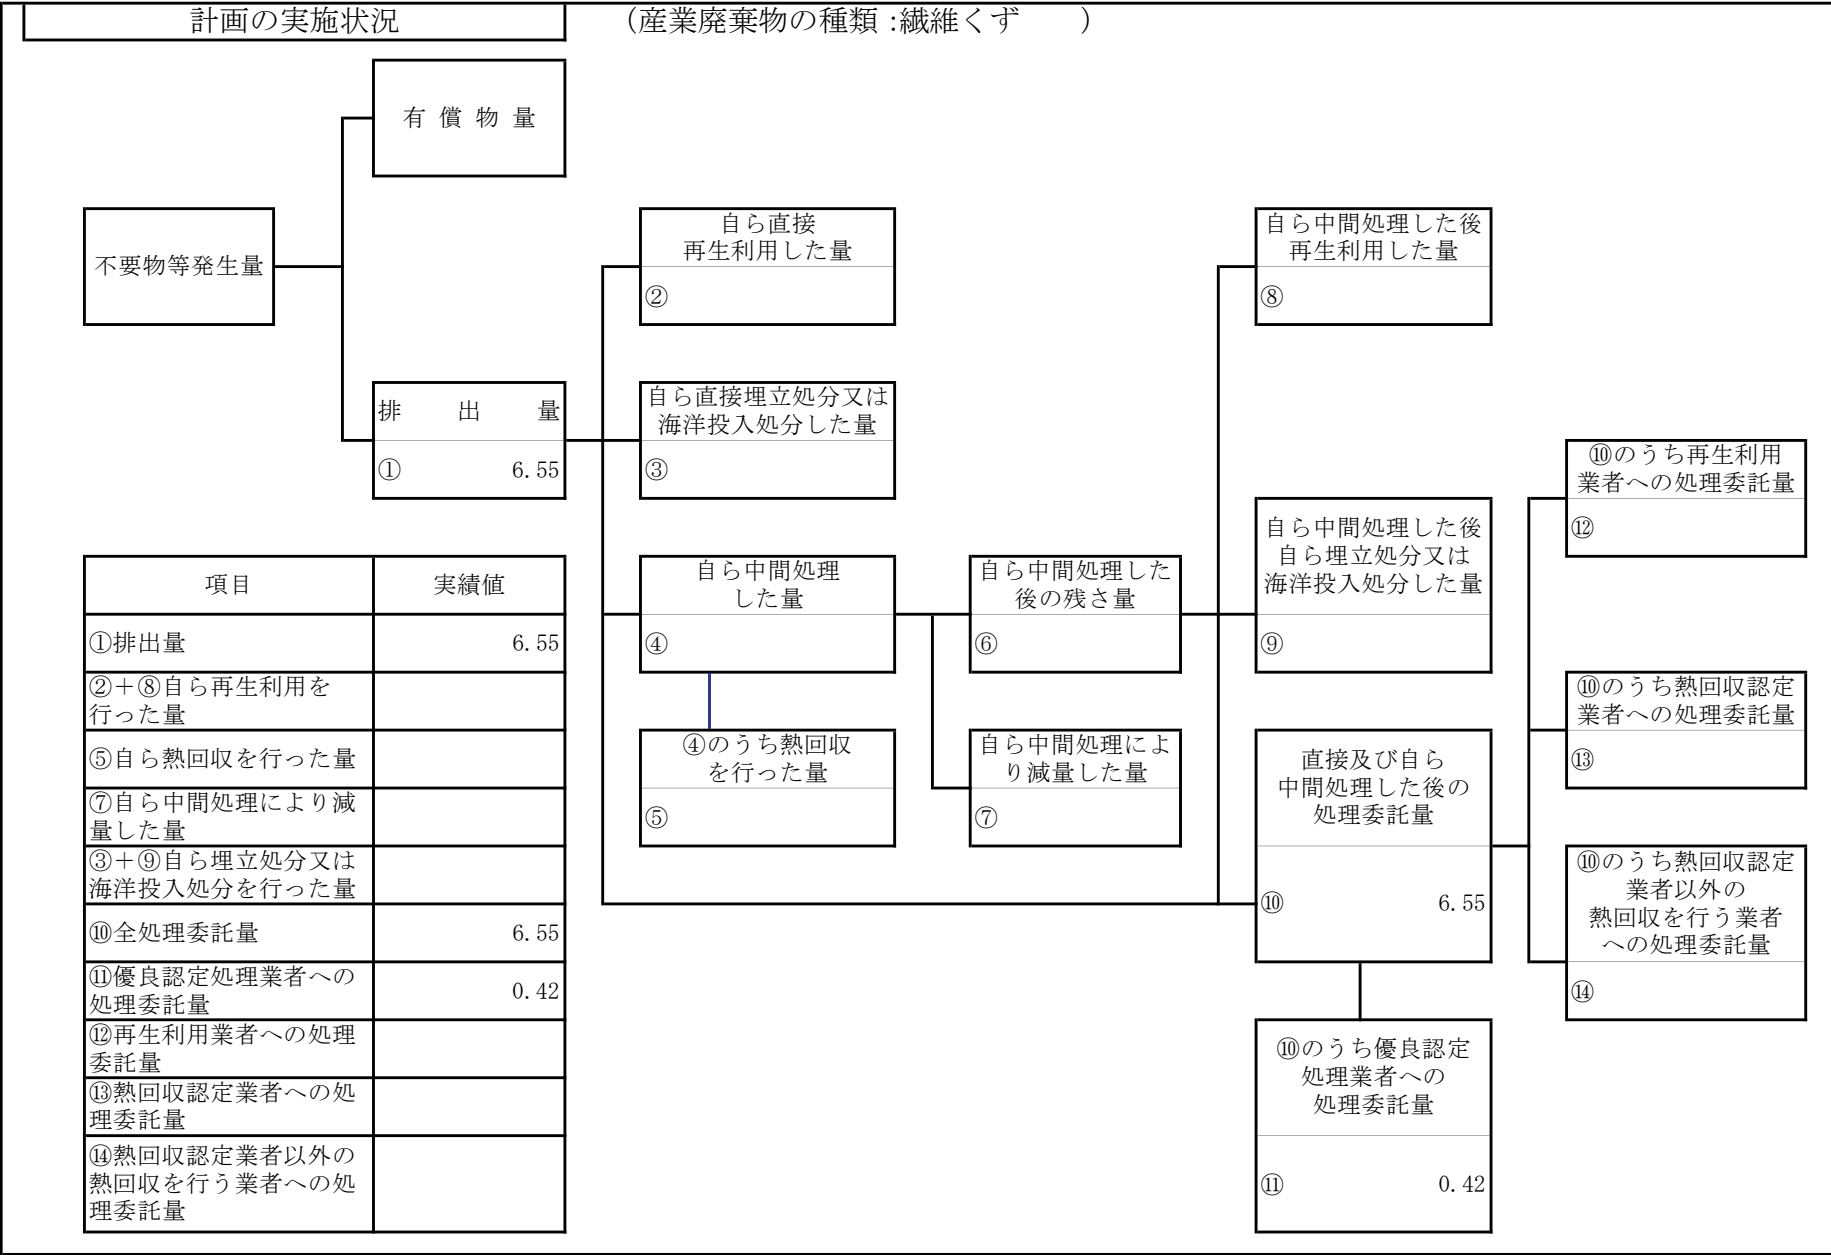 計画の実施状況
（産業廃棄物の種類:繊維くず　　）
有 償 物 量
不要物等発生量
自ら直接
再生利用した量
②
自ら中間処理した後
再生利用した量
⑧
排 出 量
① 6.55
自ら直接埋立処分又は
海洋投入処分した量
③
⑩のうち再生利用
業者への処理委託量
⑫
自ら中間処理した後
自ら埋立処分又は
海洋投入処分した量
⑨
自ら中間処理
した量
④
自ら中間処理した
後の残さ量
⑥
⑩のうち熱回収認定
業者への処理委託量
⑬
④のうち熱回収
を行った量
⑤
自ら中間処理によ
り減量した量
⑦
直接及び自ら
中間処理した後の
処理委託量
⑩ 6.55
⑩のうち熱回収認定
業者以外の
熱回収を行う業者
への処理委託量
⑭
⑩のうち優良認定
処理業者への
処理委託量
⑪ 0.42
項目 実績値
①排出量 6.55
②＋⑧自ら再生利用を
行った量
⑤自ら熱回収を行った量
⑦自ら中間処理により減
量した量
③＋⑨自ら埋立処分又は
海洋投入処分を行った量
⑩全処理委託量 6.55
⑪優良認定処理業者への
処理委託量 0.42
⑫再生利用業者への処理
委託量
⑬熱回収認定業者への処
理委託量
⑭熱回収認定業者以外の
熱回収を行う業者への処
理委託量